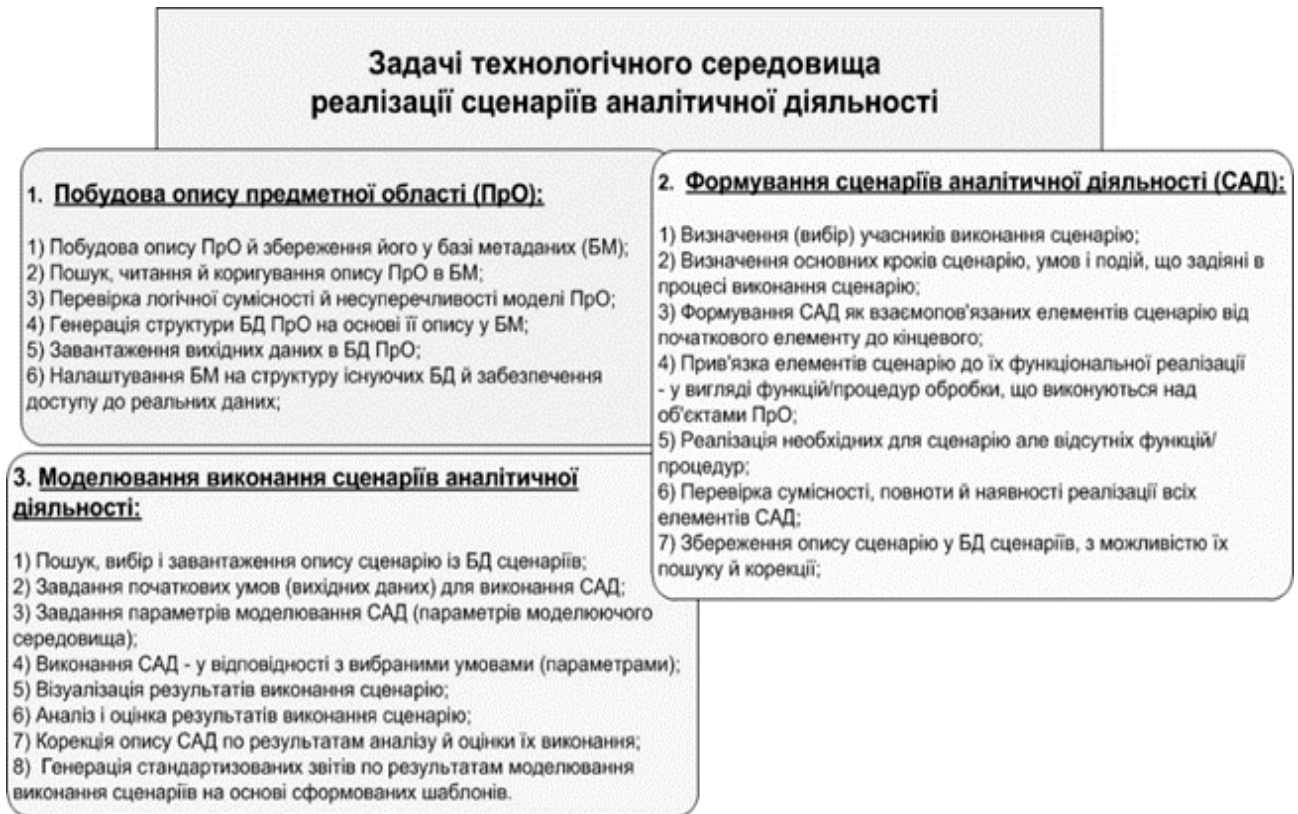 Задачі технологічного середовища
реалізації сценаріїв аналітичної діяльності
1. Побудова опису предметної області (ПрО):
1) Побудова опису ПрО й збереження його у базі метаданих (БМ);
2) Пошук, читання й коригування опису ПрО в БМ;
3) Перевірка логічної сумісності й несуперечливості моделі ПрО;
4) Генерація структури БД ПрО на основі її опису у БМ;
5) Завантаження вихідних даних в БД ПрО;
6) Налаштування БМ на структуру існуючих БД й забезпечення
доступу до реальних даних;
2. Формування сценаріїв аналітичної діяльності (САД):
1) Визначення (вибір) учасників виконання сценарію;
2) Визначення основних кроків сценарію, умов і подій, що задіяні в
процесі виконання сценарію;
3) Формування САД як взаємопов'язаних елементів сценарію від
початкового елементу до кінцевого;
4) Прив'язка елементів сценарію до їх функціональної реалізації
- у вигляді функцій/процедур обробки, що виконуються над
об'єктами ПрО;
5) Реалізація необхідних для сценарію але відсутніх функцій/
процедур;
6) Перевірка сумісності, повноти й наявності реалізації всіх
елементів САД;
7) Збереження опису сценарію у БД сценаріїв, з можливістю їх
пошуку й корекції;
3. Моделювання виконання сценаріїв аналітичної
діяльності:
1) Пошук, вибір і завантаження опису сценарію із БД сценаріїв;
2) Завдання початкових умов (вихідних даних) для виконання САД;
3) Завдання параметрів моделювання САД (параметрів моделюючого
середовища);
4) Виконання САД - у відповідності з вибраними умовами (параметрами);
5) Візуалізація результатів виконання сценарію;
6) Аналіз і оцінка результатів виконання сценарію;
7) Корекція опису САД по результатам аналізу й оцінки їх виконання;
8) Генерація стандартизованих звітів по результатам моделювання
виконання сценаріїв на основі сформованих шаблонів.